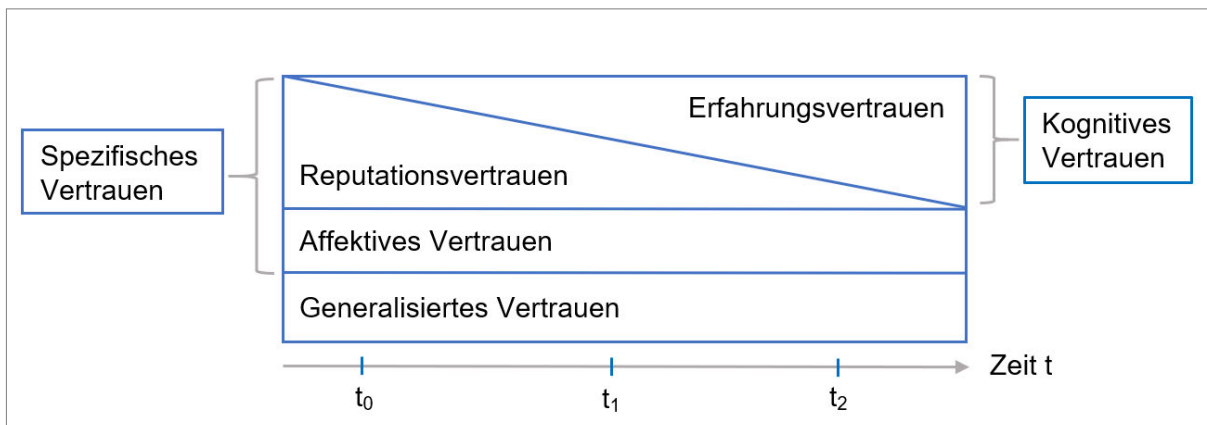 Spezifisches
Vertrauen
Erfahrungsvertrauen
Reputationsvertrauen
Affektives Vertrauen
Generalisiertes Vertrauen
Kognitives
Vertrauen
Zeit t
t₀
t₁
t₂